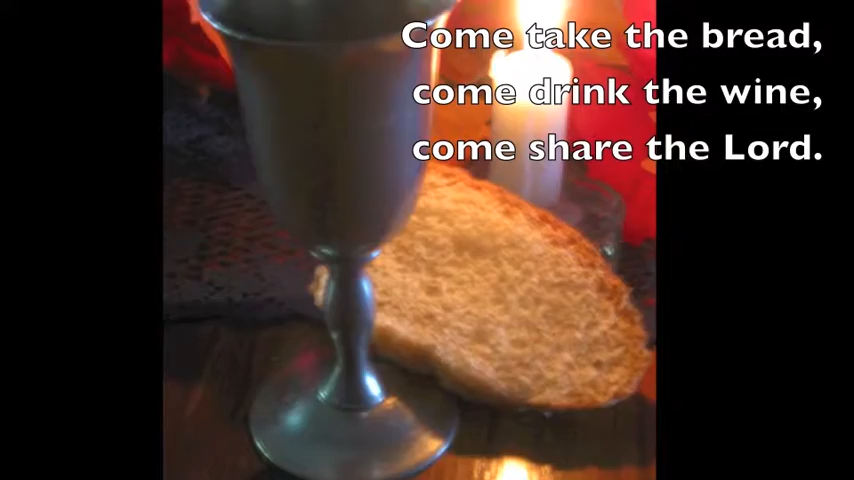 Come take the bread,
come drink the wine,
come share the Lord.